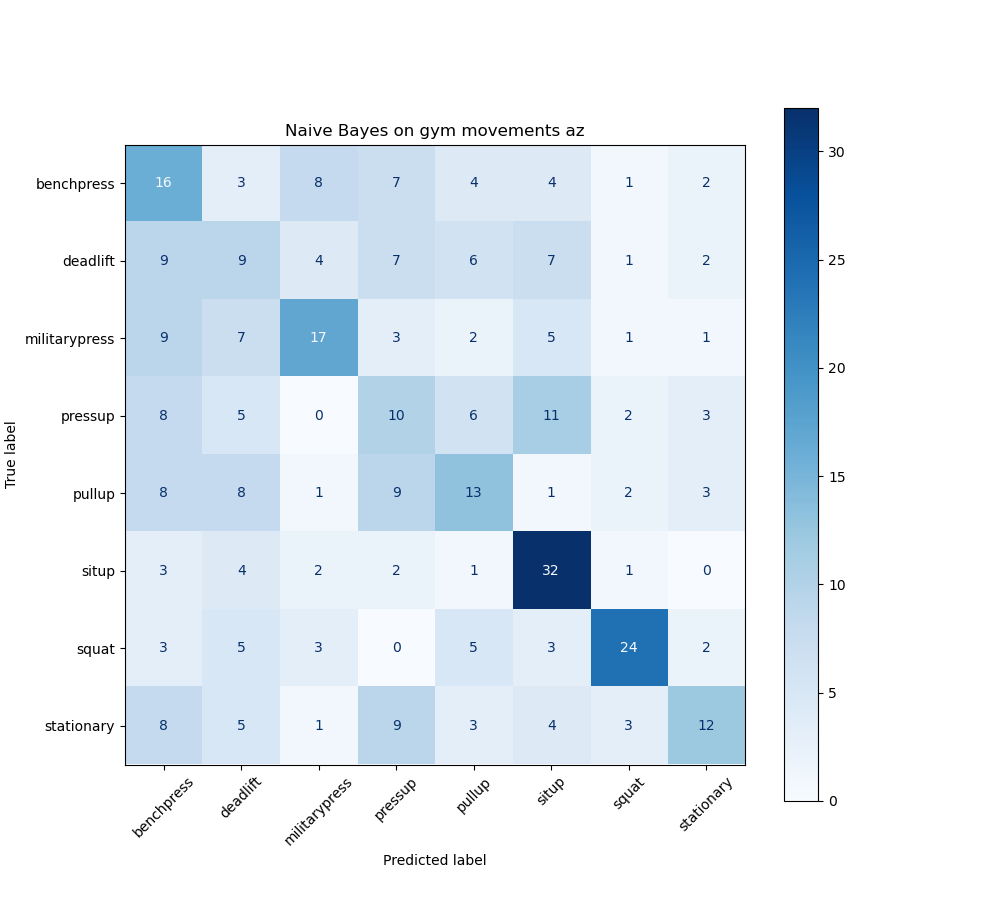 Naive Bayes on gym movements az
True label
benchpress 16 3 8 7 4 4 1 2
deadlift 9 9 4 7 6 7 1 2
militarypress 9 7 17 3 2 5 1 1
pressup 8 5 0 10 6 11 2 3
pullup 8 8 1 9 13 1 2 3
situp 3 4 2 2 1 32 1 0
squat 3 5 3 0 5 3 24 2
stationary 8 5 1 9 3 4 3 12
benchpress deadlift militarypress pressup pullup situp squat stationary
Predicted label
30
25
20
15
10
5
0